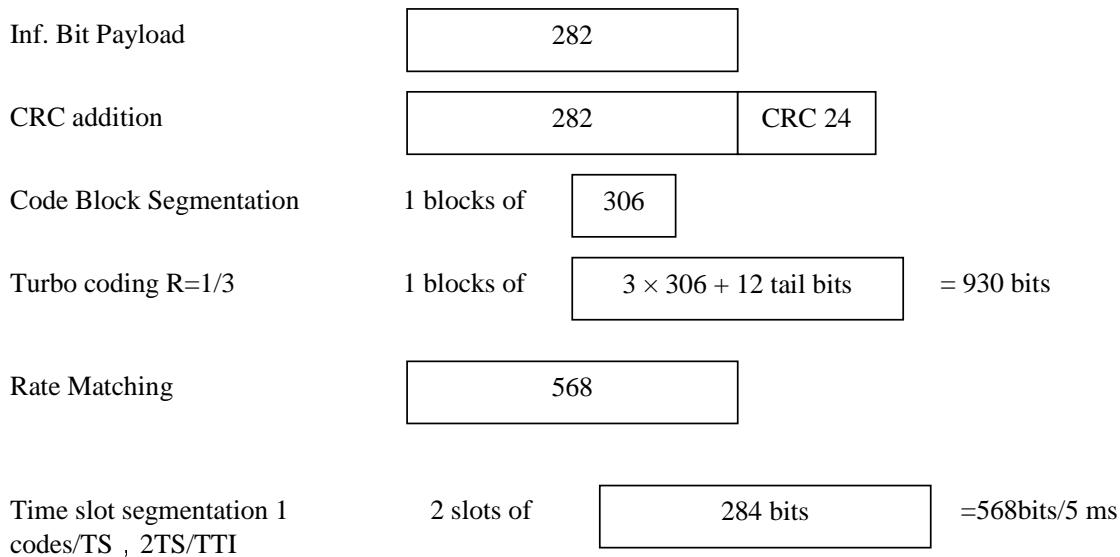 Inf. Bit Payload 282
CRC addition 282 CRC 24
Code Block Segmentation 1 blocks of 306
Turbo coding R=1/3 1 blocks of 3 × 306 + 12 tail bits = 930 bits
Rate Matching 568
Time slot segmentation 1 2 slots of 284 bits =568bits/5 ms
codes/TS , 2TS/TTI